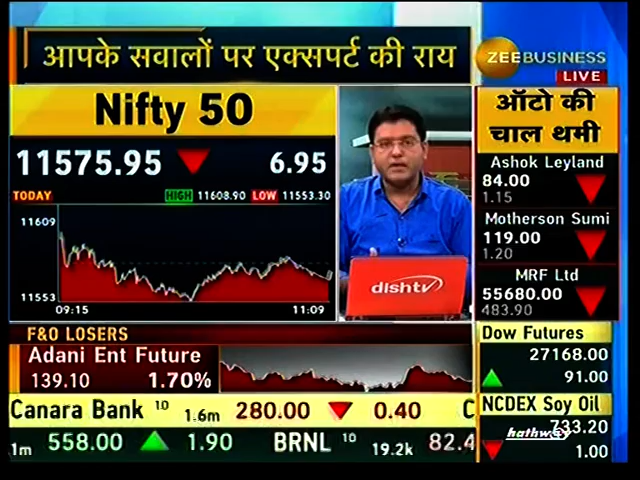 आपके सवालों पर एक्सपर्ट की राय
ZEEBUSINESS
LIVE
Nifty 50
11575.95 6.95
TODAY HIGH 11608.90 LOW 11553.30
11609
11553
09:15 11:09
dishtv
ऑटो की
चाल थमी
Ashok Leyland
84.00
1.15
Motherson Sumi
119.00
1.20
MRF Ltd
55680.00
483.90
F&O LOSERS
Adani Ent Future
139.10 1.70%
Dow Futures
27168.00
91.00
NCDEX Soy Oil
733.20
1.00
hathway
Canara Bank 10 1.6m 280.00 0.40 C
1m 558.00 1.90 BRNL 10 19.2k 82.4